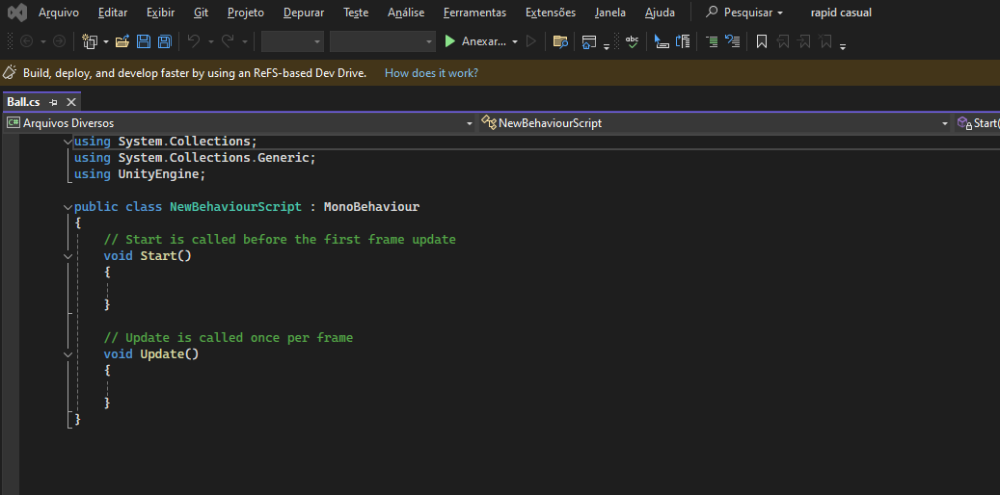 Arquivo Editar Exibir Git Projeto Depurar Teste Análise Ferramentas Extensões Janela Ajuda Pesquisar rapid casual
Anexar...
abc
Build, deploy, and develop faster by using an ReFS-based Dev Drive. How does it work?
Ball.cs
C# Arquivos Diversos NewBehaviourScript Start(
using System.Collections;
using System.Collections.Generic;
using UnityEngine;
public class NewBehaviourScript : MonoBehaviour
{
// Start is called before the first frame update
void Start()
{
}
// Update is called once per frame
void Update()
{
}
}